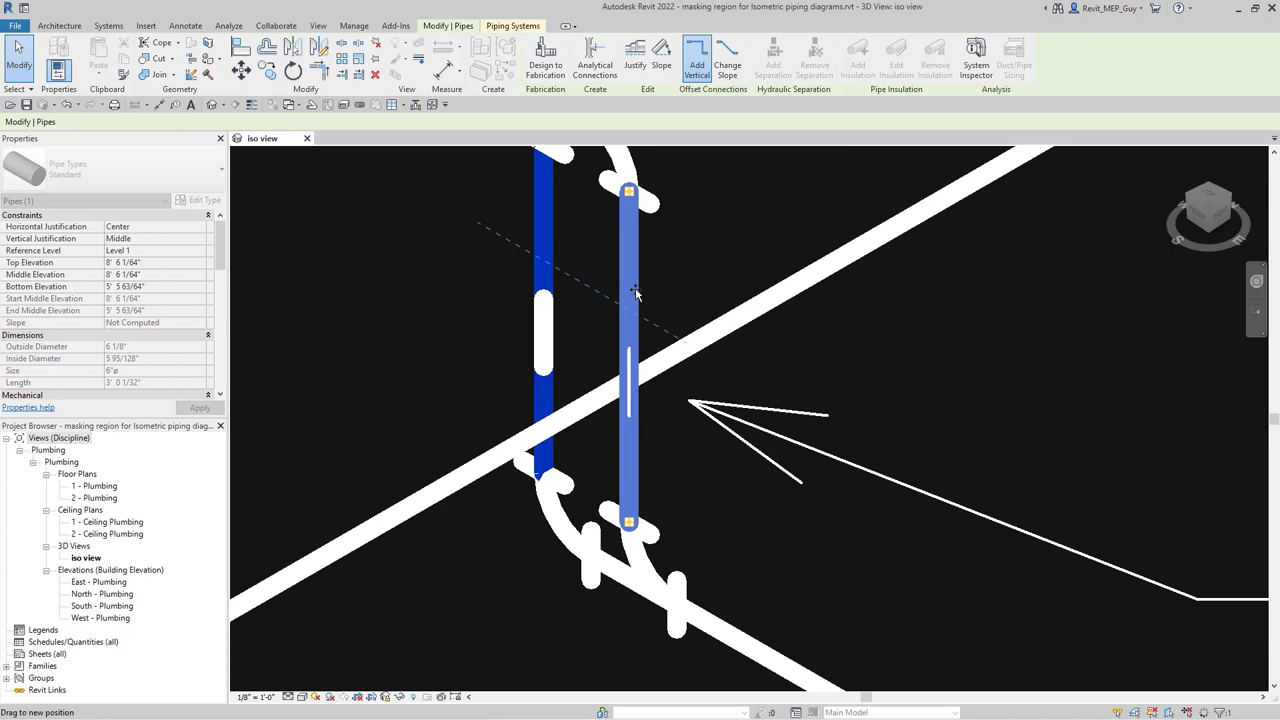 Autodesk Revit 2022 - masking region for Isometric piping diagrams.rvt - 3D View: iso view
Revit_MEP_Guy
File Architecture Systems Insert Annotate Analyze Collaborate View Manage Add-Ins Modify | Pipes Piping Systems
Modify
Paste
Cope
Cut
Join
Design to
Fabrication
Analytical
Connections
Justify
Slope
Add
Vertical
Change
Slope
Add
Separation
Remove
Separation
Add
Insulation
Edit
Insulation
Remove
Insulation
System
Inspector
Duct/Pipe
Sizing
Select Properties Clipboard Geometry Modify View Measure Create Fabrication Create Edit Offset Connections Hydraulic Separation Pipe Insulation Analysis
Modify | Pipes
Properties
iso view
Pipe Types
Standard
Pipes (1) Edit Type
Constraints
Horizontal Justification Center
Vertical Justification Middle
Reference Level Level 1
Top Elevation 8' 6 1/64"
Middle Elevation 8' 6 1/64"
Bottom Elevation 5' 5 63/64"
Start Middle Elevation 8' 6 1/64"
End Middle Elevation 5' 5 63/64"
Slope Not Computed
Dimensions
Outside Diameter 6 1/8"
Inside Diameter 5 95/128"
Size 6"ø
Length 3' 0 1/32"
Mechanical
Properties help Apply
Project Browser - masking region for Isometric piping diag...
Views (Discipline)
Plumbing
Plumbing
Floor Plans
1 - Plumbing
2 - Plumbing
Ceiling Plans
1 - Ceiling Plumbing
2 - Ceiling Plumbing
3D Views
iso view
Elevations (Building Elevation)
East - Plumbing
North - Plumbing
South - Plumbing
West - Plumbing
Legends
Schedules/Quantities (all)
Sheets (all)
Families
Groups
Revit Links
1/8" = 1'-0"
Drag to new position
:0
Main Model
:1